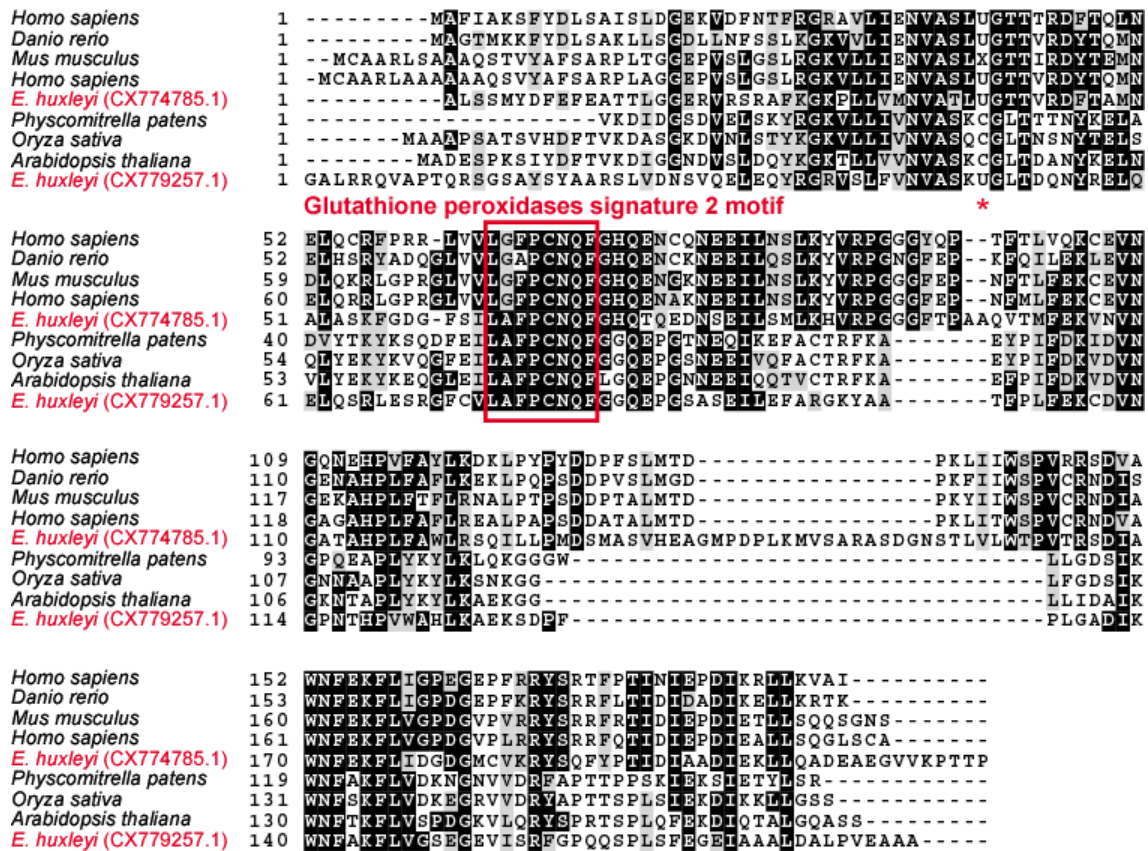 Homo sapiens 1 ---------MAFIAKSFYDLSAISLDGEKVDFNTFRGRAVLIENVASLUGTTTRDFTQLN
Danio rerio 1 ---------MAGTMKKFYDLSAKLLSGDLLNFSSLKGKVVLIENVASLUGTTVRDYTQMN
Mus musculus 1 --MCAARLSAAAQSTVYAFSARPLTGGEPVSLGSLRGKVLLIENVASLXGTTIRDYTEMN
Homo sapiens 1 --MCAARLAAAAAAAQSVYAFSARPLAGGEPVSLGSLRGKVLLIENVASLUGTTVRDYTQMN
E. huxleyi (CX774785.1) 1 ----------ALSSMYDFEFEATTLGGERVRSRAFKGKPLLVMNVATLUGTTVRDFTAMN
Physcomitrella patens 1 ---------------------VKDIDGSDVELSKYRGKVLLIVNVASKCGLTTTNYKELA
Oryza sativa 1 -------MAAAPSATSVHDFTVKDASGKDVNLSTYKGKVLLIVNVASQCGLTNSNYTELS
Arabidopsis thaliana 1 --------MADESPKSIYDFTVKDIGGNDVSLDQYKGKTLLVVNVASKCGLTDANYKELN
E. huxleyi (CX779257.1) 1 GALRRQVAPTQRSGSAYSYAARSLVDNSVQELEQYRGRVSLFVNVASKUGLTDQNYRELQ
Glutathione peroxidases signature 2 motif *
Homo sapiens 52 ELQCRFPRR-LVVLGFPCNQFGHQENCQNEEILNSLKYVRPGGGYQP--TFTLVQKCEVN
Danio rerio 52 ELHSRYADQGLVVLGAPCNQFGHQENCKNEEILQSLKYVRPGNGFEP--KFQILEKLEVN
Mus musculus 59 DLQKRLGPRGLVVLGFPCNQFGHQENGKNEEILNSLKYVRPGGGFEP--NFTLFEKCEVN
Homo sapiens 60 ELQRRLGPRGLVVLGFPCNQFGHQENAKNEEILNSLKYVRPGGGFEP--NFMLFEKCEVN
E. huxleyi (CX774785.1) 51 ALASKFGDG-FSILAFPCNQFGHQTQEDNSEILSMLKHVRPGGGFTPAAQVTMFEKVNVN
Physcomitrella patens 40 DVYTKYKSQDFEILAFPCNQFGGQEPGTNEQIKEFACTRFKA-------EYPIFDKIDVN
Oryza sativa 54 QLYEKYKVQGFEILAFPCNQFGGQEPGSNEEIVQFACTRFKA-------EYPIFDKVDVN
Arabidopsis thaliana 53 VLYEKYKEQGLEILAFPCNQFLGQEPGNNEEIQQTVCTRFKA-------EFPIFDKVDVN
E. huxleyi (CX779257.1) 61 ELQSRLESRGFCVLAFPCNQFGGQEPGSASEILEFARGKYAA-------TFPLFEKCDVN
Homo sapiens 109 GQNEHPVFAYLKDKLPYPYDDPFSLMTD-----------------PKLIIWSPVRRSDVA
Danio rerio 110 GENAHPLFAFLKEKLPQPSDDPVSLMGD-----------------PKFIIWSPVCRNDIS
Mus musculus 117 GEKAHPLFTFLRNALPTPSDDPTALMTD-----------------PKYIIWSPVCRNDIA
Homo sapiens 118 GAGAHPLFAFLREALPAPSDDATALMTD-----------------PKLITWSPVCRNDVA
E. huxleyi (CX774785.1) 110 GATAHPLFAWLRSQILLPMDSMASVHEAGMPDPLKMVSARASDGNSTLVLWTPVTRSDIA
Physcomitrella patens 93 GPQEAPLYKYLKLQKGGGW----------------------------------LLGDSIK
Oryza sativa 107 GNNAAPLYKYLKSNKGG------------------------------------LFGDSIK
Arabidopsis thaliana 106 GKNTAPLYKYLKAEKGG------------------------------------LLIDAIK
E. huxleyi (CX779257.1) 114 GPNTHPVWAHLKAEKSDPF----------------------------------PLGADIK
Homo sapiens 152 WNFEKFLIGPEGEPFRRYSRTFPTINIEPDIKRLLKVAI----------
Danio rerio 153 WNFEKFLIGPDGEPFKRYSRRFLTIDIDADIKELLKRTK----------
Mus musculus 160 WNFEKFLVGPDGVPVRRYSRRFRTIDIEPDIETLLSQQSGNS-------
Homo sapiens 161 WNFEKFLVGPDGVPLRRYSRRFQTIDIEPDIEALLSQGLSCA-------
E. huxleyi (CX774785.1) 170 WNFEKFLIDGDGMCVKRYSQFYPTIDIAADIEKLLQADEAEGVVKPTTP
Physcomitrella patens 119 WNFAKFLVDKNGNVVDRFAPTTPPSKIEKSIETYLSR------------
Oryza sativa 131 WNFSKFLVDKEGRVVDRYAPTTSPLSIEKDIKKLLGSS-----------
Arabidopsis thaliana 130 WNFTKFLVSPDGKVLQRYSPRTSPLQFEKDIQTALGQASS---------
E. huxleyi (CX779257.1) 140 WNFAKFLVGSEGEVISRFGPQQSPLSFEGEIAAALDALPVEAAA-----